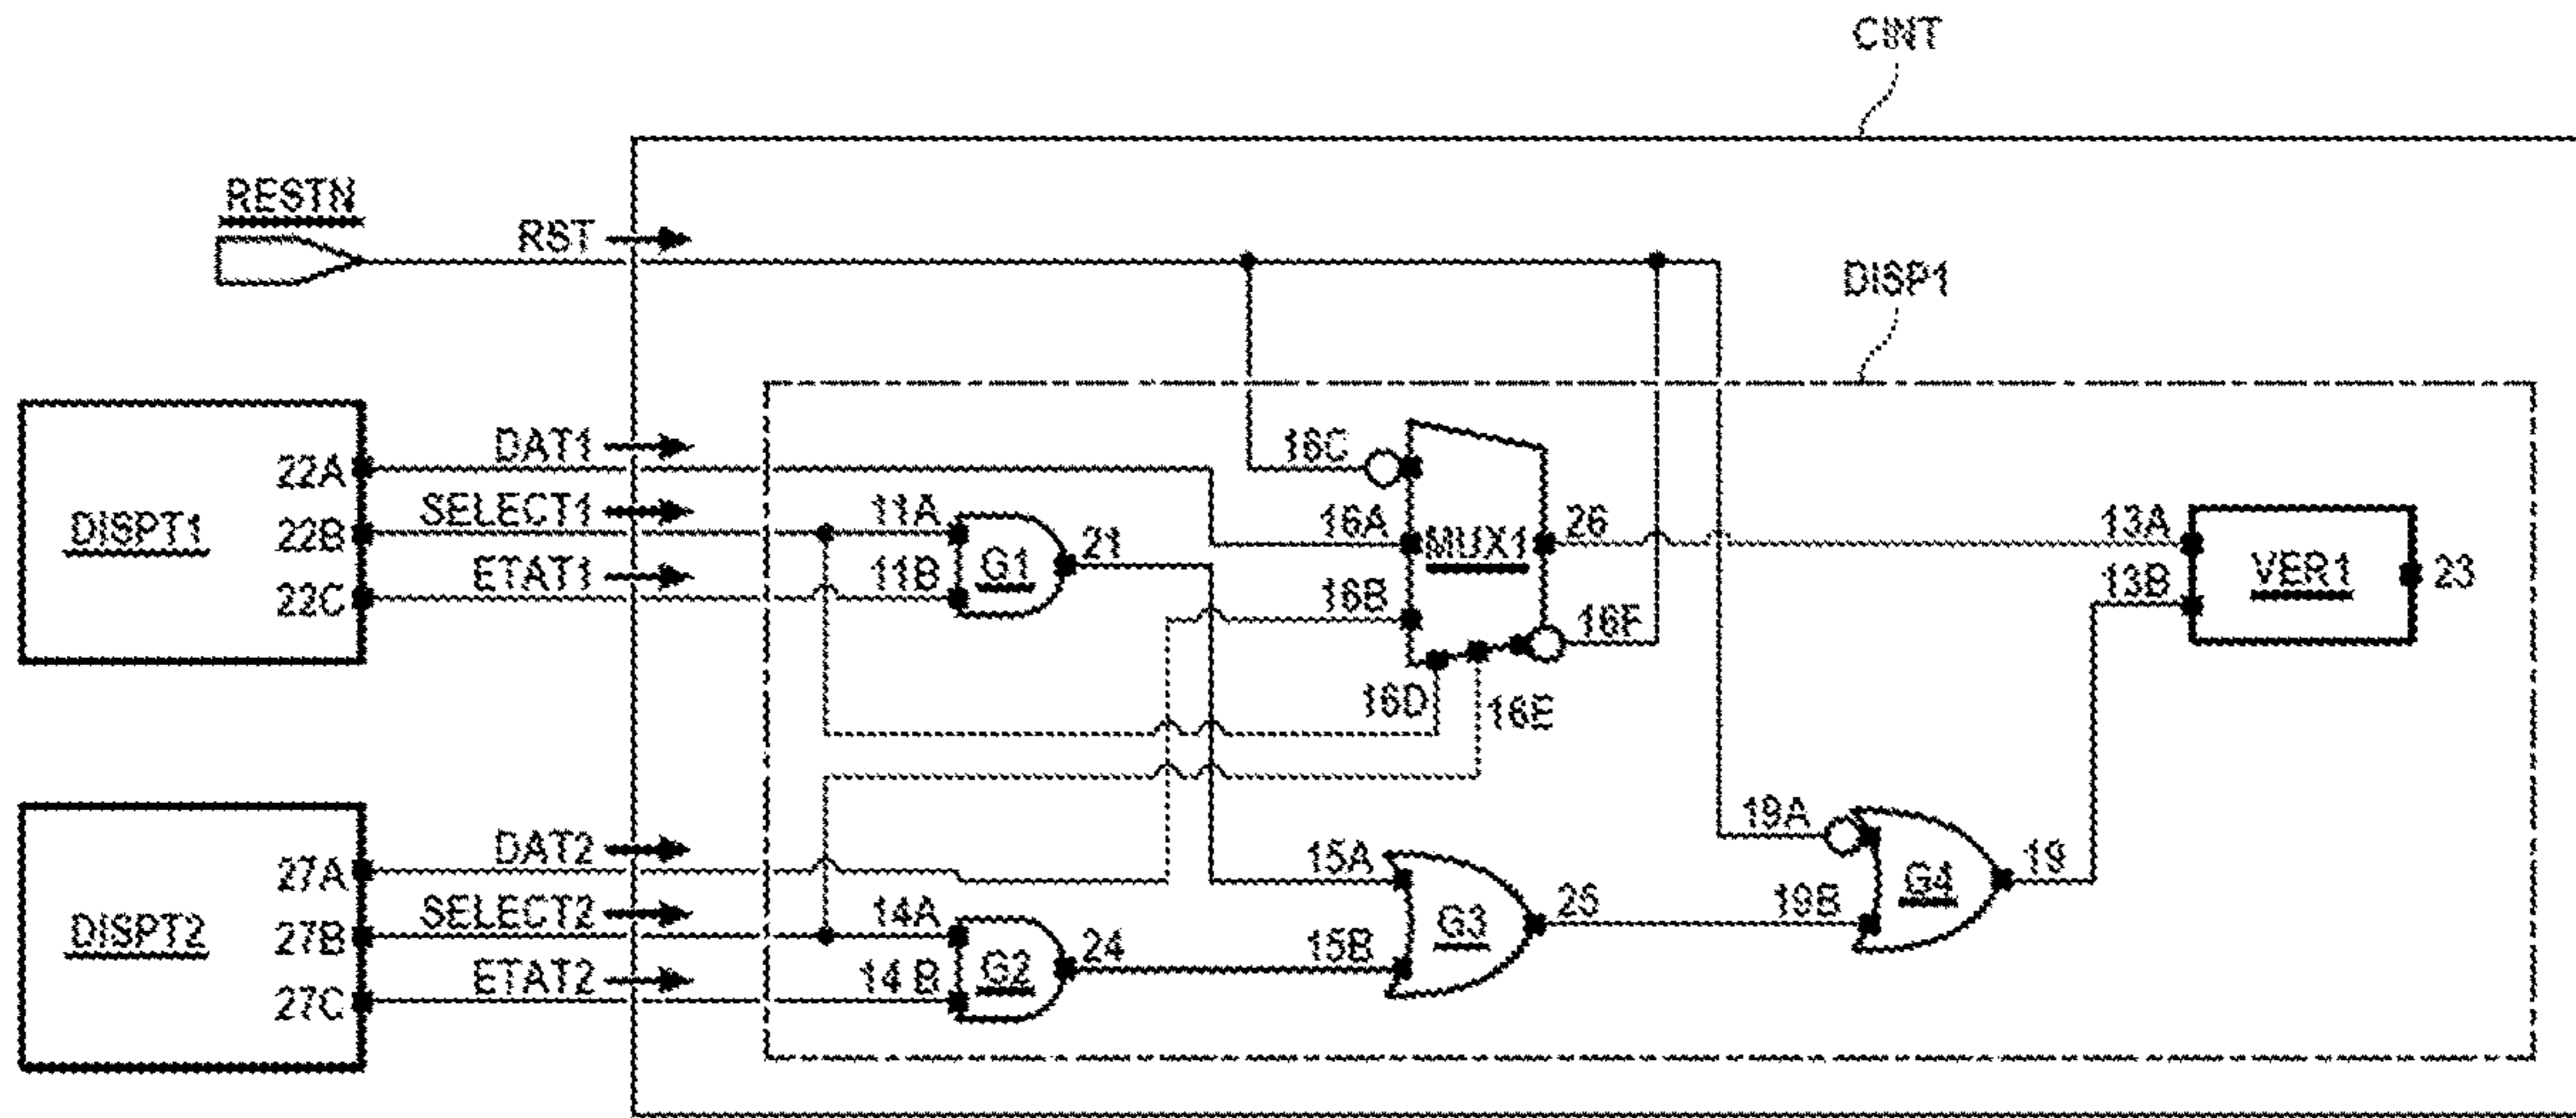 CINT
RESTN
RST
DISP1
DAT1
16C
22A
SELECT1
11A
16A
MUX1
26
13A
DISPT1
22B
21
ETAT1
11B
G1
16B
13B
VER1
23
22C
16F
16D
16E
DAT2
19A
27A
15A
19
SELECT2
14A
25
19B
G4
DISPT2
27B
G3
ETAT2
14 B
G2
24
15B
27C